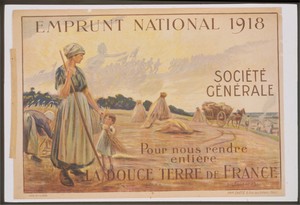 EMPRUNT NATIONAL 1918
SOCIÉTÉ
GÉNÉRALE
Pour nous rendre
entière
LA DOUCE TERRE DE FRANCE